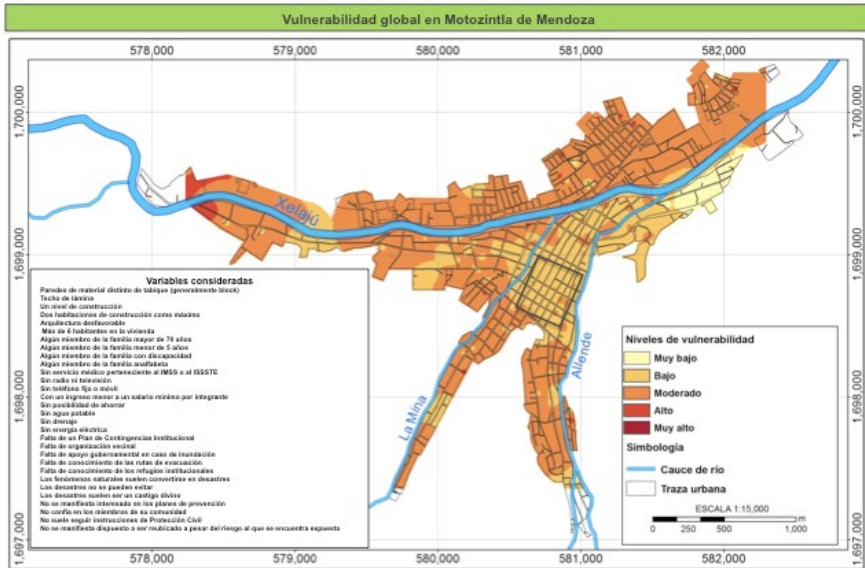 Vulnerabilidad global en Motozintla de Mendoza
578,000 579,000 580,000 581,000 582,000
1,700,000
1,700,000
Xelajú
1,699,000
1,699,000
Variables consideradas
Paredes de material distinto de tabique (generalmente block)
Techo de lámina
Un nivel de construcción
Dos habitaciones de construcción como máximo
Arquitectura desfavorable
Más de 6 habitantes en la vivienda
Algún miembro de la familia mayor de 70 años
Algún miembro de la familia menor de 5 años
Algún miembro de la familia con discapacidad
Algún miembro de la familia analfabeta
Sin servicio médico perteneciente al IMSS o al ISSSTE
Sin radio ni televisión
Sin teléfono fijo o móvil
Con un ingreso menor a un salario mínimo por integrante
Sin posibilidad de ahorrar
Sin agua potable
Sin drenaje
Sin energía eléctrica
Falta de un Plan de Contingencias Institucional
Falta de organización vecinal
Falta de apoyo gubernamental en caso de inundación
Falta de conocimiento de las rutas de evacuación
Falta de conocimiento de los refugios institucionales
Los fenómenos naturales suelen convertirse en desastres
Los desastres no se pueden evitar
Los desastres suelen ser un castigo divino
No se manifiesta interesado en los planes de prevención
No confía en los miembros de su comunidad
No suele seguir instrucciones de Protección Civil
No se manifiesta dispuesto a ser reubicado a pesar del riesgo al que se encuentra expuesto
La Mina
Allende
Niveles de vulnerabilidad
Muy bajo
Bajo
Moderado
Alto
Muy alto
Simbología
Cauce de río
Traza urbana
ESCALA 1:15,000
0 250 500 1,000
m
1,698,000
1,698,000
1,697,000
1,697,000
578,000 579,000 580,000 581,000 582,000